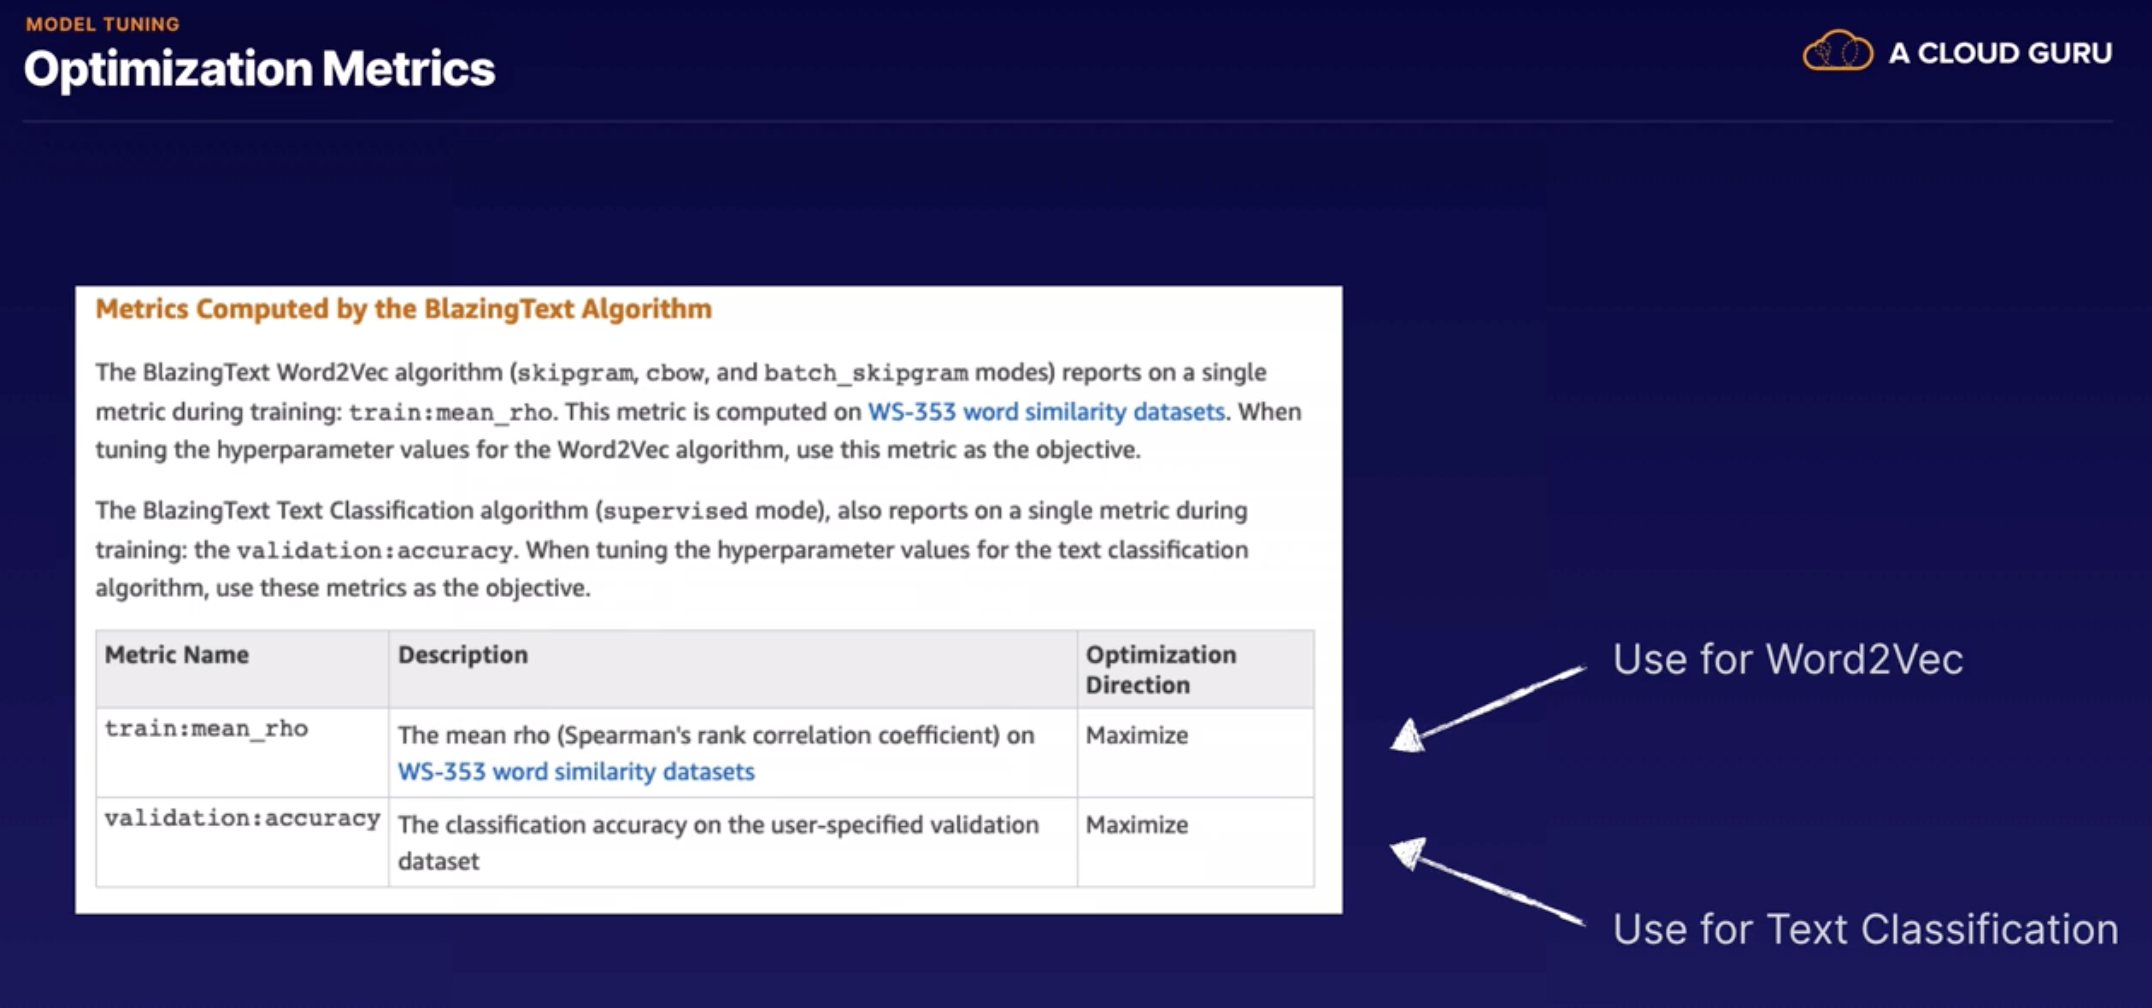 MODEL TUNING
Optimization Metrics
A CLOUD GURU
Metrics Computed by the BlazingText Algorithm
The BlazingText Word2Vec algorithm (skipgram, cbow, and batch_skipgram modes) reports on a single
metric during training: train:mean_rho. This metric is computed on WS-353 word similarity datasets. When
tuning the hyperparameter values for the Word2Vec algorithm, use this metric as the objective.
The BlazingText Text Classification algorithm (supervised mode), also reports on a single metric during
training: the validation:accuracy. When tuning the hyperparameter values for the text classification
algorithm, use these metrics as the objective.
Metric Name
Description
Optimization
Direction
train:mean_rho
The mean rho (Spearman's rank correlation coefficient) on
WS-353 word similarity datasets
Maximize
validation:accuracy
The classification accuracy on the user-specified validation
dataset
Maximize
Use for Word2Vec
Use for Text Classification